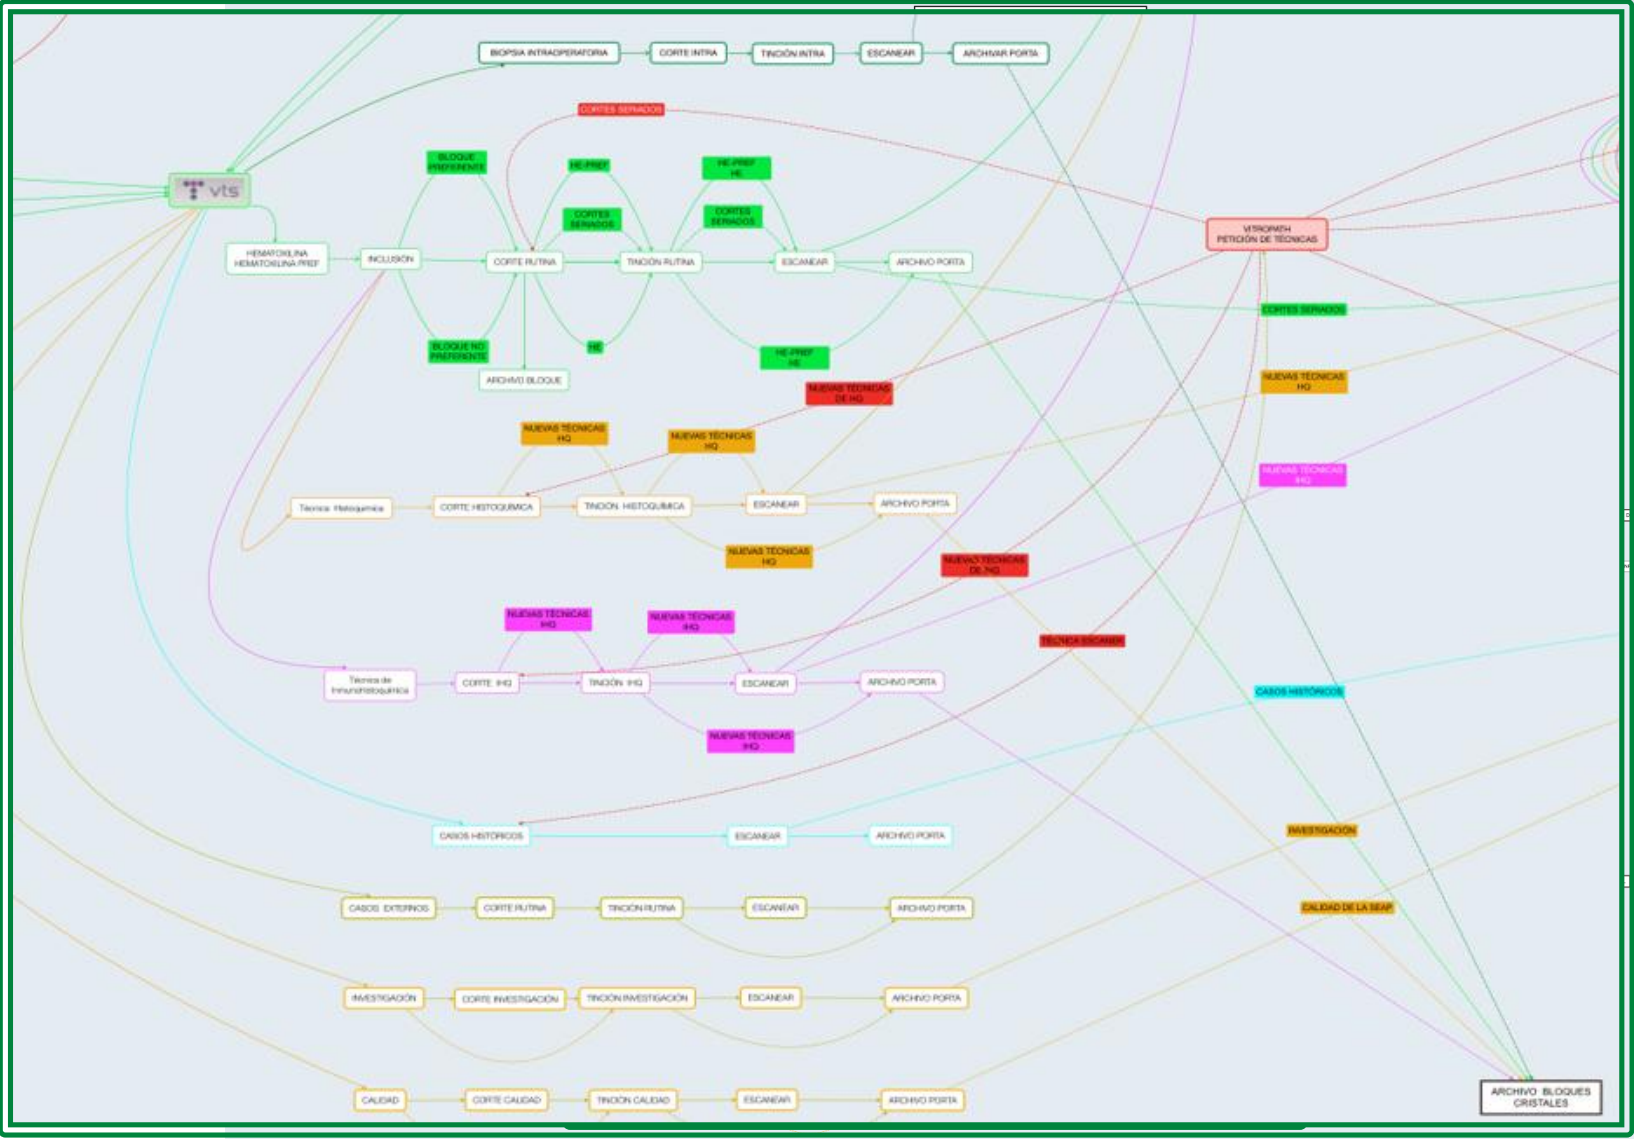 BIOPSIA INTRAOPERATORIA
CORTE INTRA
TINCIÓN INTRA
ESCANEAR
ARCHIVAR PORTA
CORTES SERIADOS
BLOQUE
PREFERENTE
HE-PREF
HE-PREF
HE
vts
CORTES
SERIADOS
CORTES
SERIADOS
VITROPATH
PETICIÓN DE TÉCNICAS
HEMATOXILINA
HEMATOXILINA PREF
INCLUSIÓN
CORTE RUTINA
TINCIÓN RUTINA
ESCANEAR
ARCHIVO PORTA
CORTES SERIADOS
BLOQUE NO
PREFERENTE
HE
HE-PREF
HE
ARCHIVO BLOQUE
NUEVAS TÉCNICAS
DE HQ
NUEVAS TÉCNICAS
HQ
NUEVAS TÉCNICAS
HQ
NUEVAS TÉCNICAS
HQ
NUEVAS TÉCNICAS
IHQ
Técnica Histoquímica
CORTE HISTOQUÍMICA
TINCIÓN HISTOQUÍMICA
ESCANEAR
ARCHIVO PORTA
NUEVAS TÉCNICAS
HQ
NUEVAS TÉCNICAS
DE IHQ
NUEVAS TÉCNICAS
IHQ
NUEVAS TÉCNICAS
IHQ
TÉCNICA ESCANER
Técnica de
Inmunohistoquímica
CORTE IHQ
TINCIÓN IHQ
ESCANEAR
ARCHIVO PORTA
CASOS HISTÓRICOS
NUEVAS TÉCNICAS
IHQ
CASOS HISTÓRICOS
ESCANEAR
ARCHIVO PORTA
INVESTIGACIÓN
CASOS EXTERNOS
CORTE RUTINA
TINCIÓN RUTINA
ESCANEAR
ARCHIVO PORTA
CALIDAD DE LA SEAP
INVESTIGACIÓN
CORTE INVESTIGACIÓN
TINCIÓN INVESTIGACIÓN
ESCANEAR
ARCHIVO PORTA
CALIDAD
CORTE CALIDAD
TINCIÓN CALIDAD
ESCANEAR
ARCHIVO PORTA
ARCHIVO BLOQUES
CRISTALES